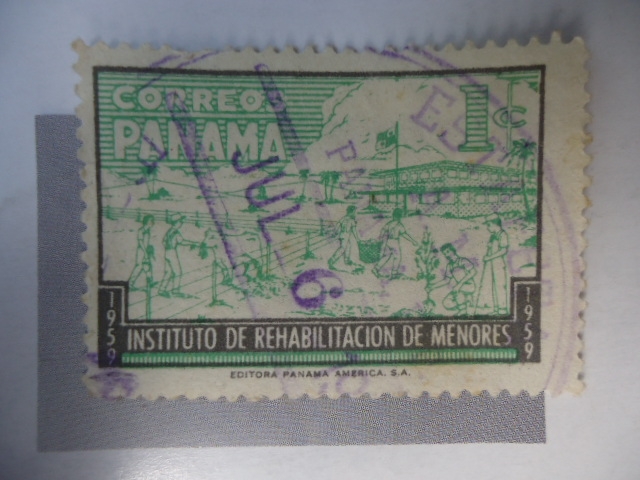 CORREOS
PANAMA
1c
JUL 6
1959
INSTITUTO DE REHABILITACION DE MENORES
1959
EDITORA PANAMA AMERICA, S.A.